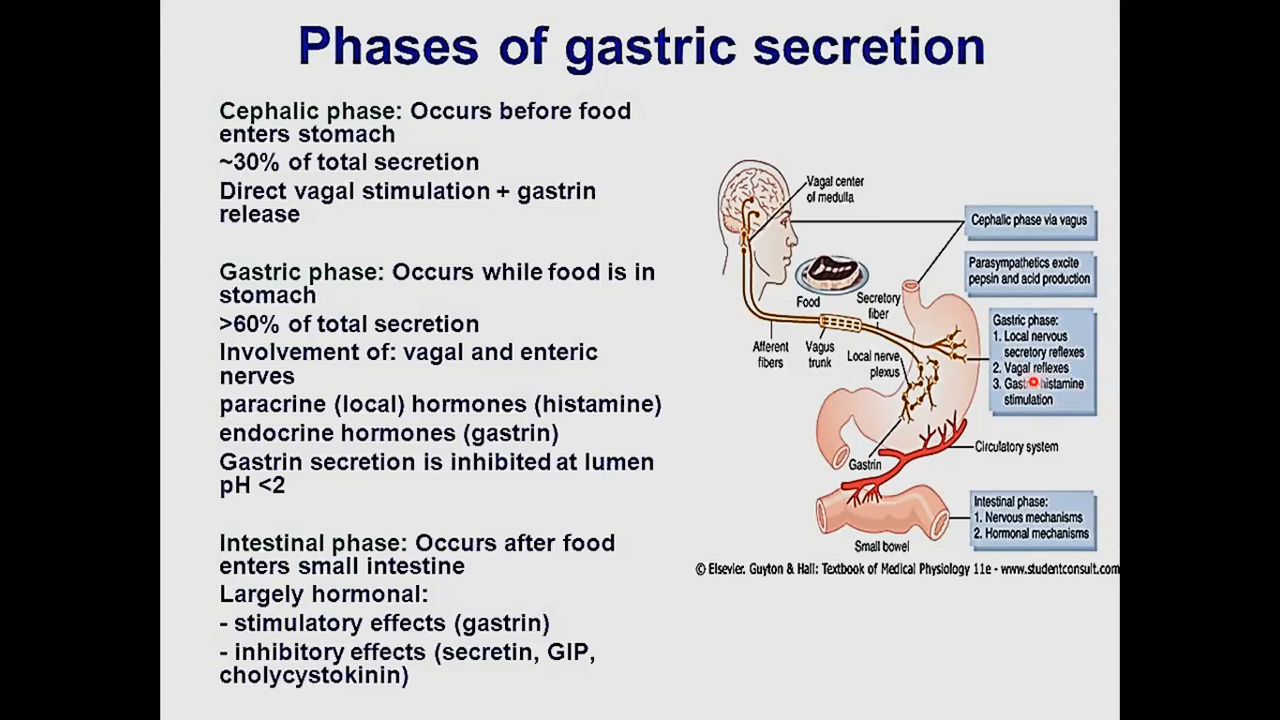 Phases of gastric secretion
Cephalic phase: Occurs before food
enters stomach
~30% of total secretion
Direct vagal stimulation + gastrin
release
Gastric phase: Occurs while food is in
stomach
>60% of total secretion
Involvement of: vagal and enteric
nerves
paracrine (local) hormones (histamine)
endocrine hormones (gastrin)
Gastrin secretion is inhibited at lumen
pH <2
Intestinal phase: Occurs after food
enters small intestine
Largely hormonal:
- stimulatory effects (gastrin)
- inhibitory effects (secretin, GIP,
cholycystokinin)
Vagal center
of medulla
Cephalic phase via vagus
Parasympathetics excite
pepsin and acid production
Food
Secretory
fiber
Gastric phase:
1. Local nervous
secretory reflexes
2. Vagal reflexes
3. histamine
stimulation
Afferent
fibers
Vagus
trunk
Local nerve
plexus
Circulatory system
Gastrin
Intestinal phase:
1. Nervous mechanisms
2. Hormonal mechanisms
Small bowel
© Elsevier. Guyton & Hall: Textbook of Medical Physiology 11e - www.studentconsult.com